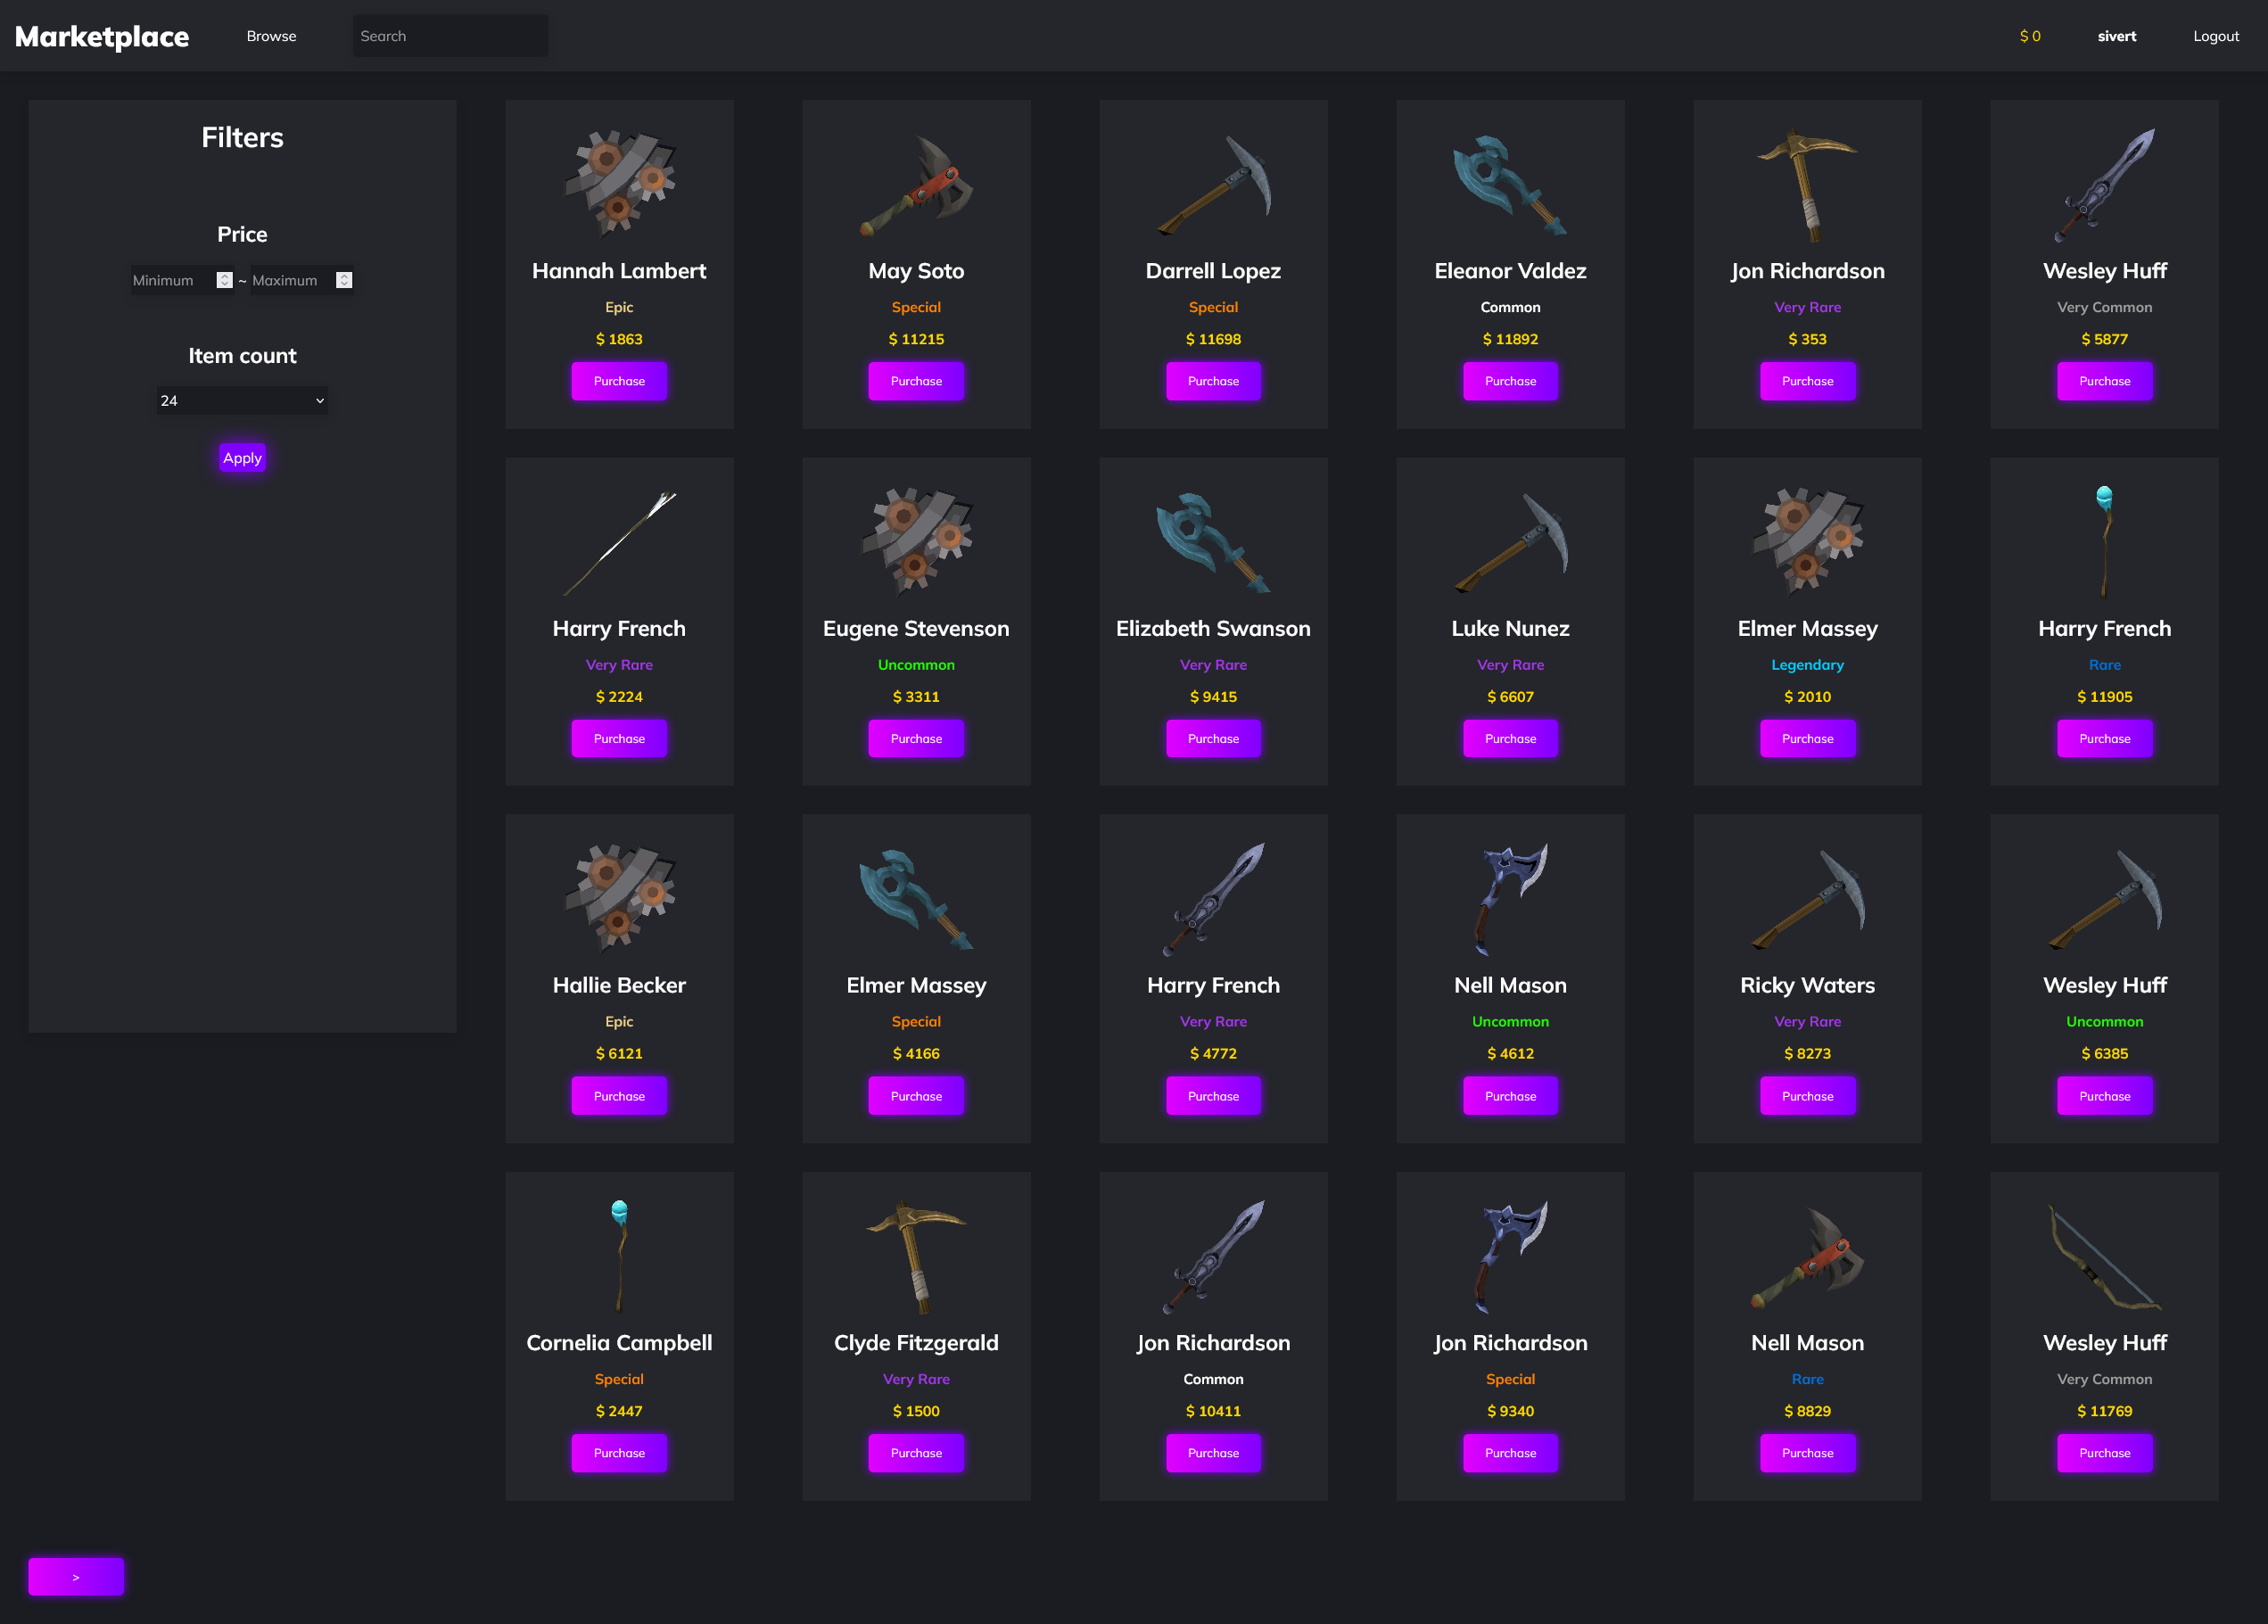 Marketplace
Browse
Search
$ 0
sivert
Logout
Filters
Price
Minimum ~ Maximum
Item count
24
Apply
Hannah Lambert
Epic
$ 1863
Purchase
May Soto
Special
$ 11215
Purchase
Darrell Lopez
Special
$ 11698
Purchase
Eleanor Valdez
Common
$ 11892
Purchase
Jon Richardson
Very Rare
$ 353
Purchase
Wesley Huff
Very Common
$ 5877
Purchase
Harry French
Very Rare
$ 2224
Purchase
Eugene Stevenson
Uncommon
$ 3311
Purchase
Elizabeth Swanson
Very Rare
$ 9415
Purchase
Luke Nunez
Very Rare
$ 6607
Purchase
Elmer Massey
Legendary
$ 2010
Purchase
Harry French
Rare
$ 11905
Purchase
Hallie Becker
Epic
$ 6121
Purchase
Elmer Massey
Special
$ 4166
Purchase
Harry French
Very Rare
$ 4772
Purchase
Nell Mason
Uncommon
$ 4612
Purchase
Ricky Waters
Very Rare
$ 8273
Purchase
Wesley Huff
Uncommon
$ 6385
Purchase
Cornelia Campbell
Special
$ 2447
Purchase
Clyde Fitzgerald
Very Rare
$ 1500
Purchase
Jon Richardson
Common
$ 10411
Purchase
Jon Richardson
Special
$ 9340
Purchase
Nell Mason
Rare
$ 8829
Purchase
Wesley Huff
Very Common
$ 11769
Purchase
>